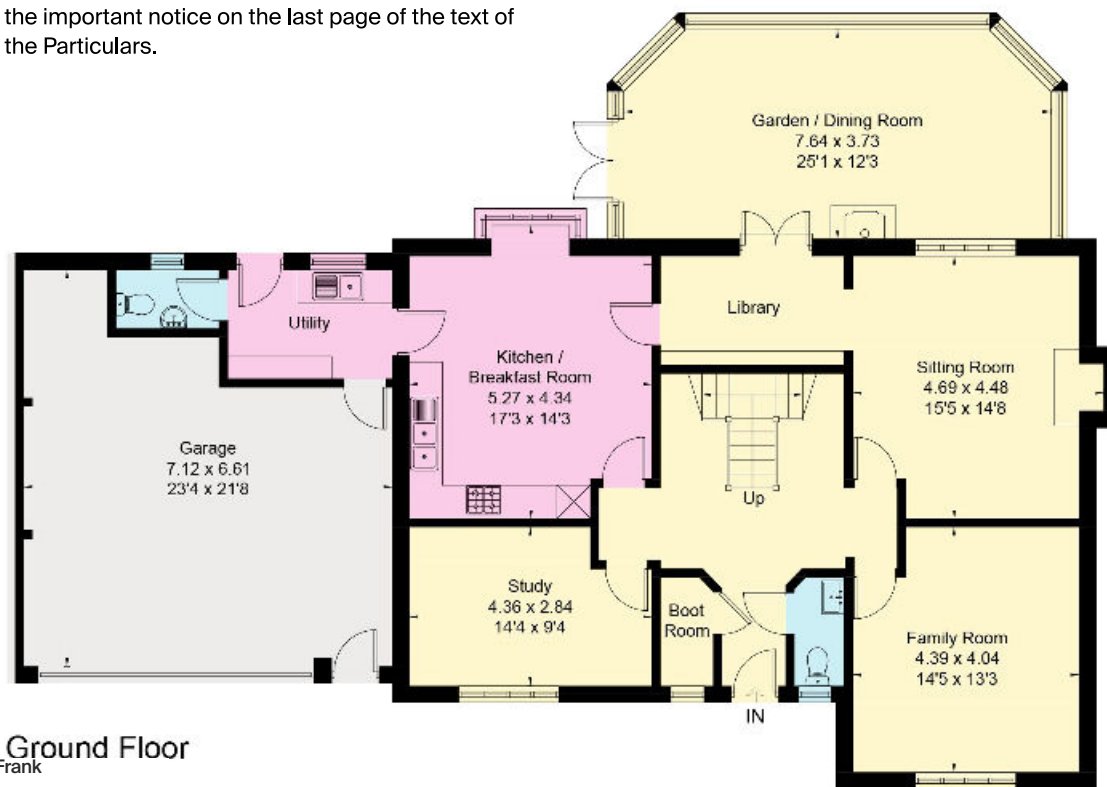 the important notice on the last page of the text of
the Particulars.
Garden / Dining Room
7.64 x 3.73
25'1 x 12'3
Utility
Library
Kitchen /
Breakfast Room
5.27 x 4.34
17'3 x 14'3
Sitting Room
4.69 x 4.48
15'5 x 14'8
Garage
7.12 x 6.61
23'4 x 21'8
Up
Study
4.36 x 2.84
14'4 x 9'4
Boot
Room
Family Room
4.39 x 4.04
14'5 x 13'3
IN
Ground Floor
Frank